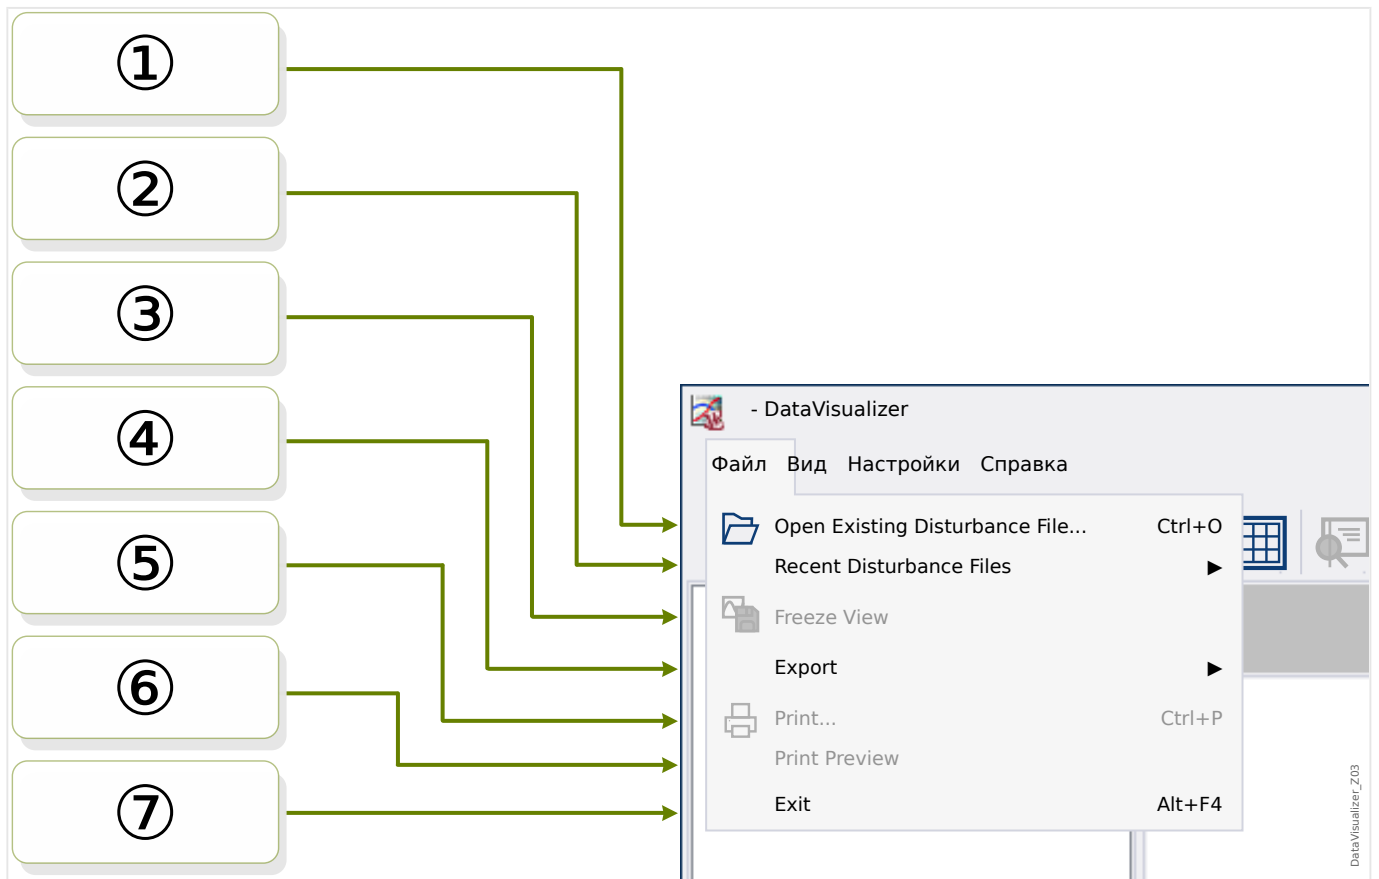 ①
②
③
④
⑤
⑥
⑦
- DataVisualizer
Файл Вид Настройки Справка
Open Existing Disturbance File... Ctrl+O
Recent Disturbance Files ▶
Freeze View
Export ▶
Print... Ctrl+P
Print Preview
Exit Alt+F4
DataVisualizer_Z03